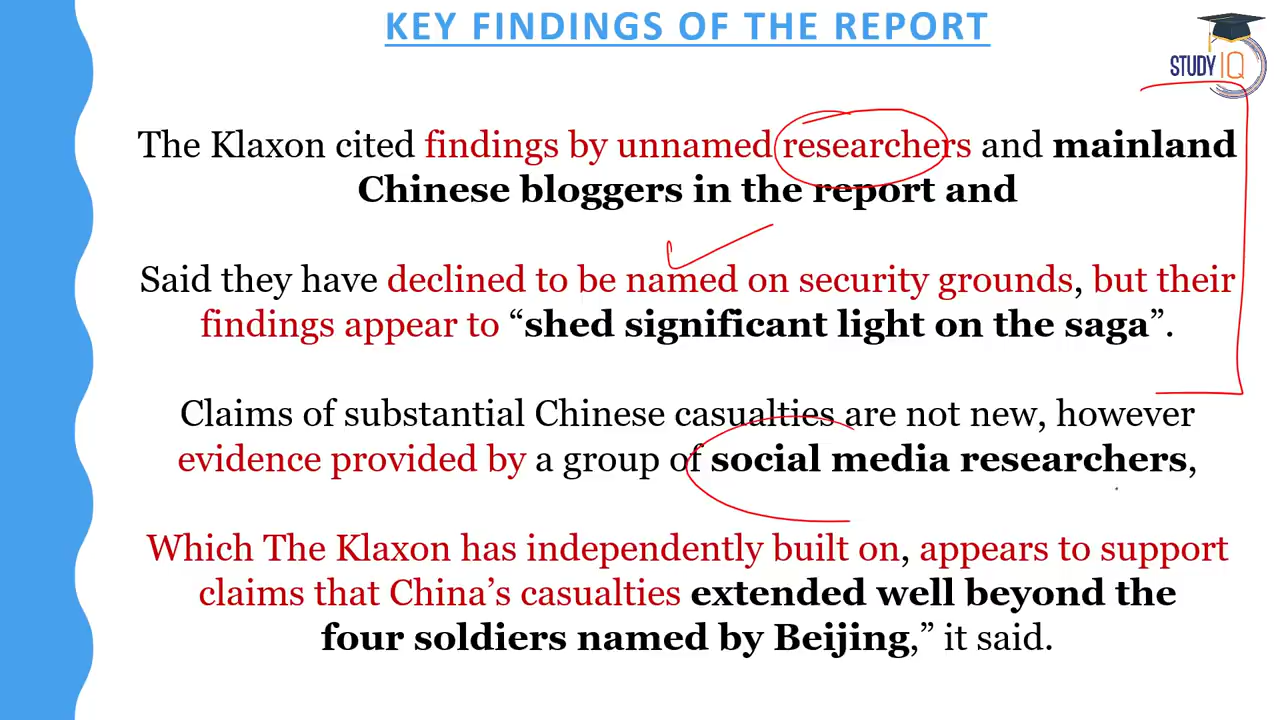 KEY FINDINGS OF THE REPORT
STUDY IQ
The Klaxon cited findings by unnamed researchers and mainland
Chinese bloggers in the report and
Said they have declined to be named on security grounds, but their
findings appear to “shed significant light on the saga”.
Claims of substantial Chinese casualties are not new, however
evidence provided by a group of social media researchers,
Which The Klaxon has independently built on, appears to support
claims that China’s casualties extended well beyond the
four soldiers named by Beijing,” it said.